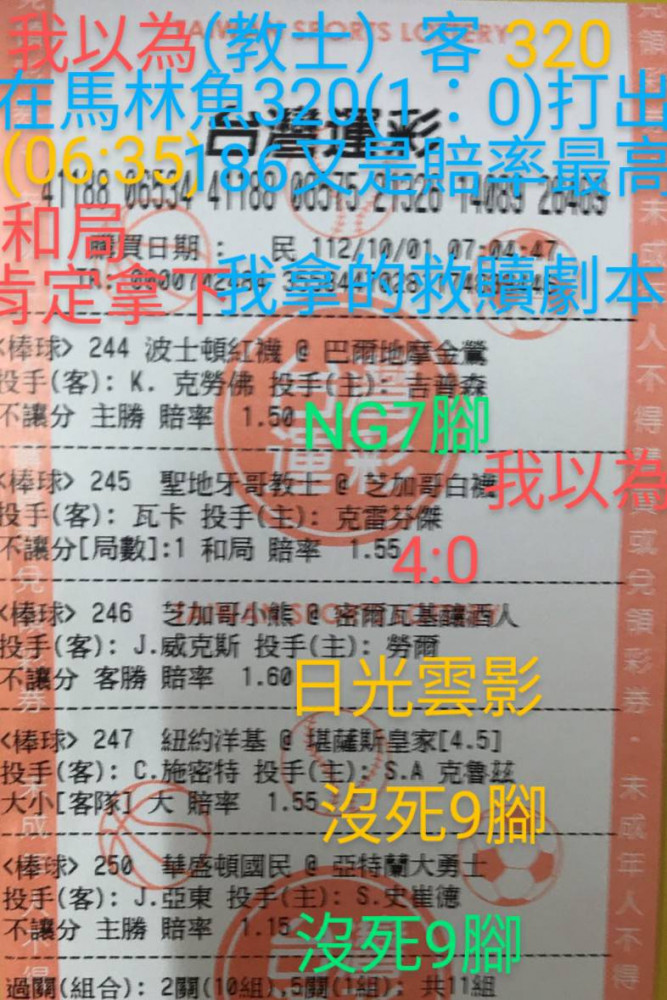 TAIWAN SPORTS LOTTERY
我以為(教士) 客 320
在馬林魚320(1：0)打出
台灣運彩
(06:35)186又是賠率最高
和局
購買日期： 民 112/10/01 07:04:47
肯定拿下我拿的救贖劇本
<棒球> 244 波士頓紅襪 @ 巴爾地摩金鶯
投手(客): K. 克勞佛 投手(主): 吉普森
不讓分 主勝 賠率 1.50
NG7腳
<棒球> 245 聖地牙哥教士 @ 芝加哥白襪
我以為
投手(客): 瓦卡 投手(主): 克雷芬傑
不讓分[局數]:1 和局 賠率 1.55
4:0
<棒球> 246 芝加哥小熊 @ 密爾瓦基釀酒人
投手(客): J.威克斯 投手(主): 勞爾
不讓分 客勝 賠率 1.60
日光雲影
<棒球> 247 紐約洋基 @ 堪薩斯皇家[4.5]
投手(客): C.施密特 投手(主): S.A 克魯茲
大小[客隊] 大 賠率 1.55
沒死9腳
<棒球> 250 華盛頓國民 @ 亞特蘭大勇士
投手(客): J.亞東 投手(主): S.史崔德
不讓分 主勝 賠率 1.15
沒死9腳
過關(組合): 2關(10組),5關(1組): 共11組